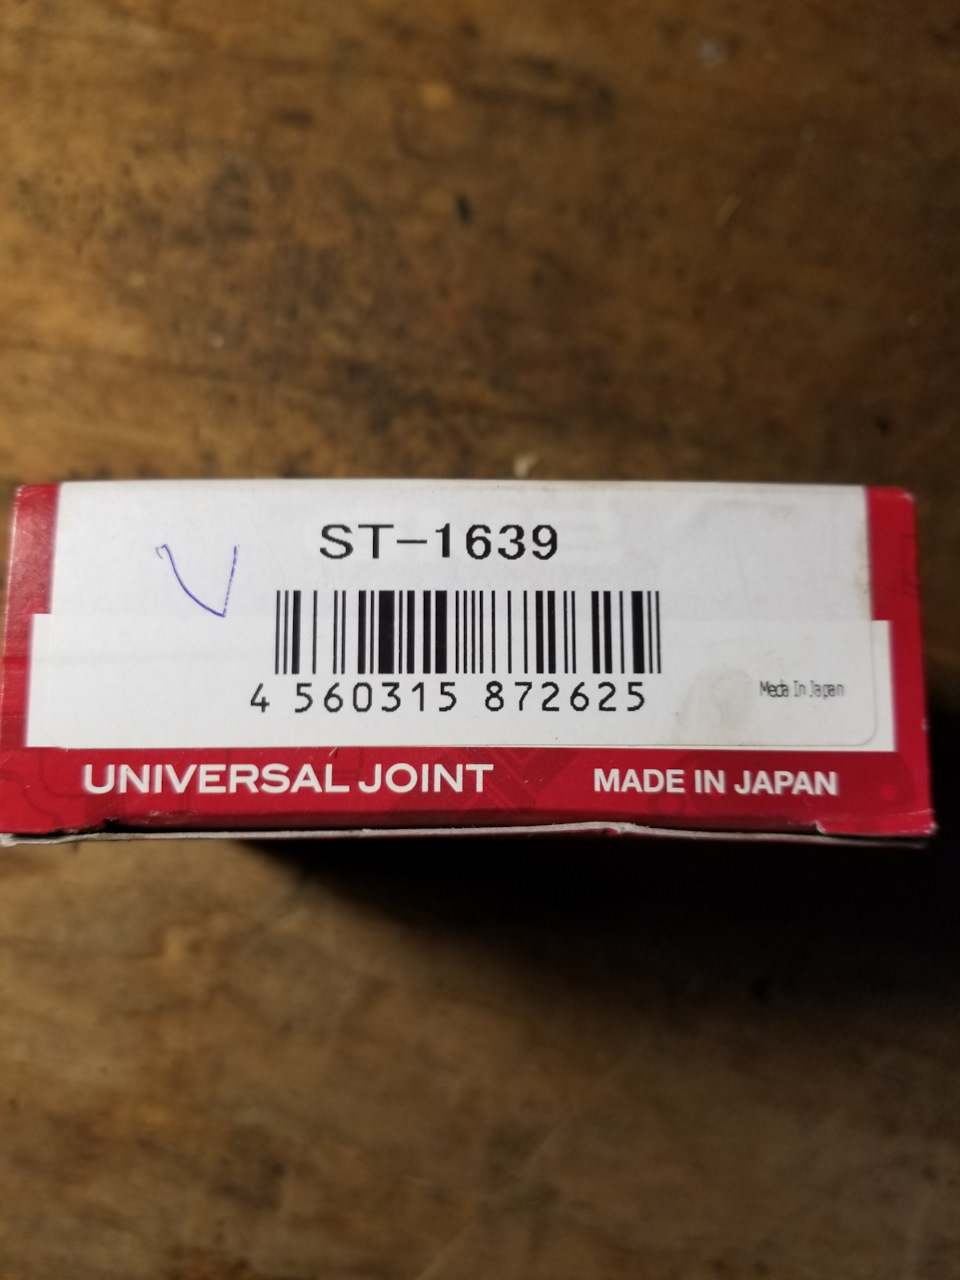 ST-1639
V
4 560315 872625
Meda In Japan
UNIVERSAL JOINT
MADE IN JAPAN